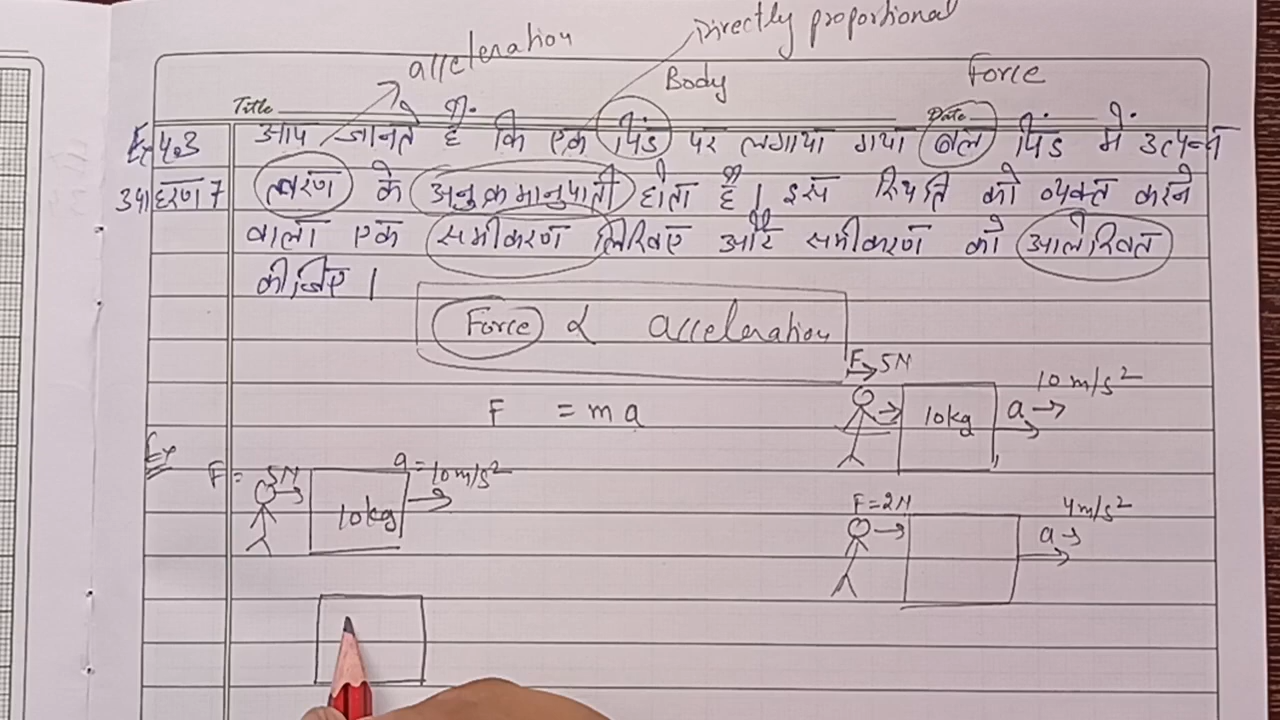 acceleration
Directly proportional
Body
Force
Title
Date
Ex 4.3 आप जानते हैं कि एक पिंड पर लगाया गया बल पिंड में उत्पन्न
उदाहरण 7 त्वरण के अनुक्रमानुपाती होता है। इस स्थिति को व्यक्त करने
वाला एक समीकरण लिखिए और समीकरण को आलेखित
कीजिए ।
Force ∝ acceleration
F = ma
F → 5N
10 m/s²
10kg
a →
Ex
F = 5N
a = 10m/s²
10kg
F = 2N
4m/s²
a →